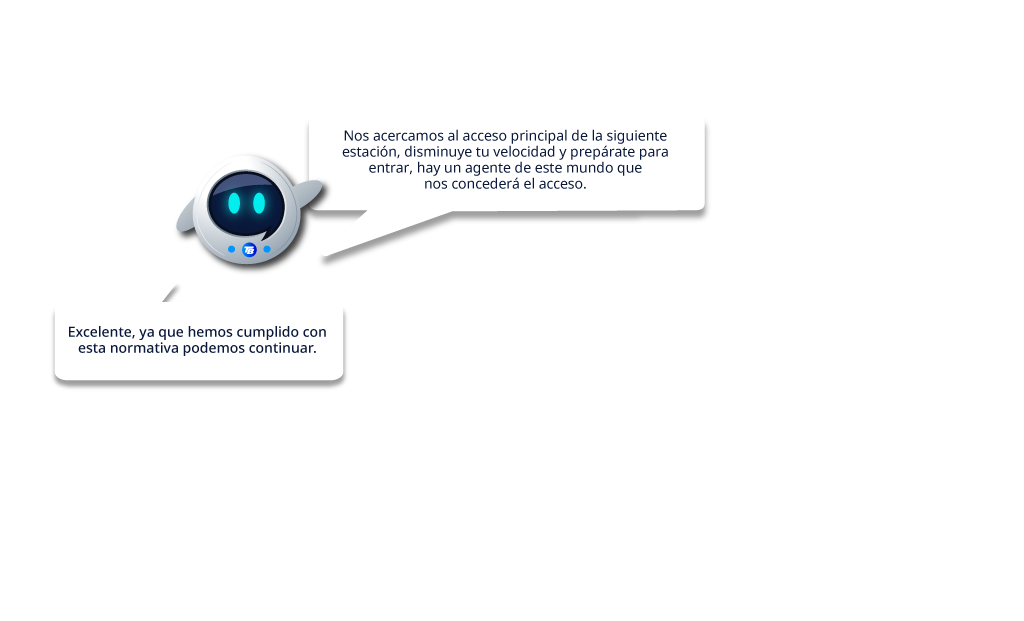 Nos acercamos al acceso principal de la siguiente
estación, disminuye tu velocidad y prepárate para
entrar, hay un agente de este mundo que
nos concederá el acceso.
Excelente, ya que hemos cumplido con
esta normativa podemos continuar.